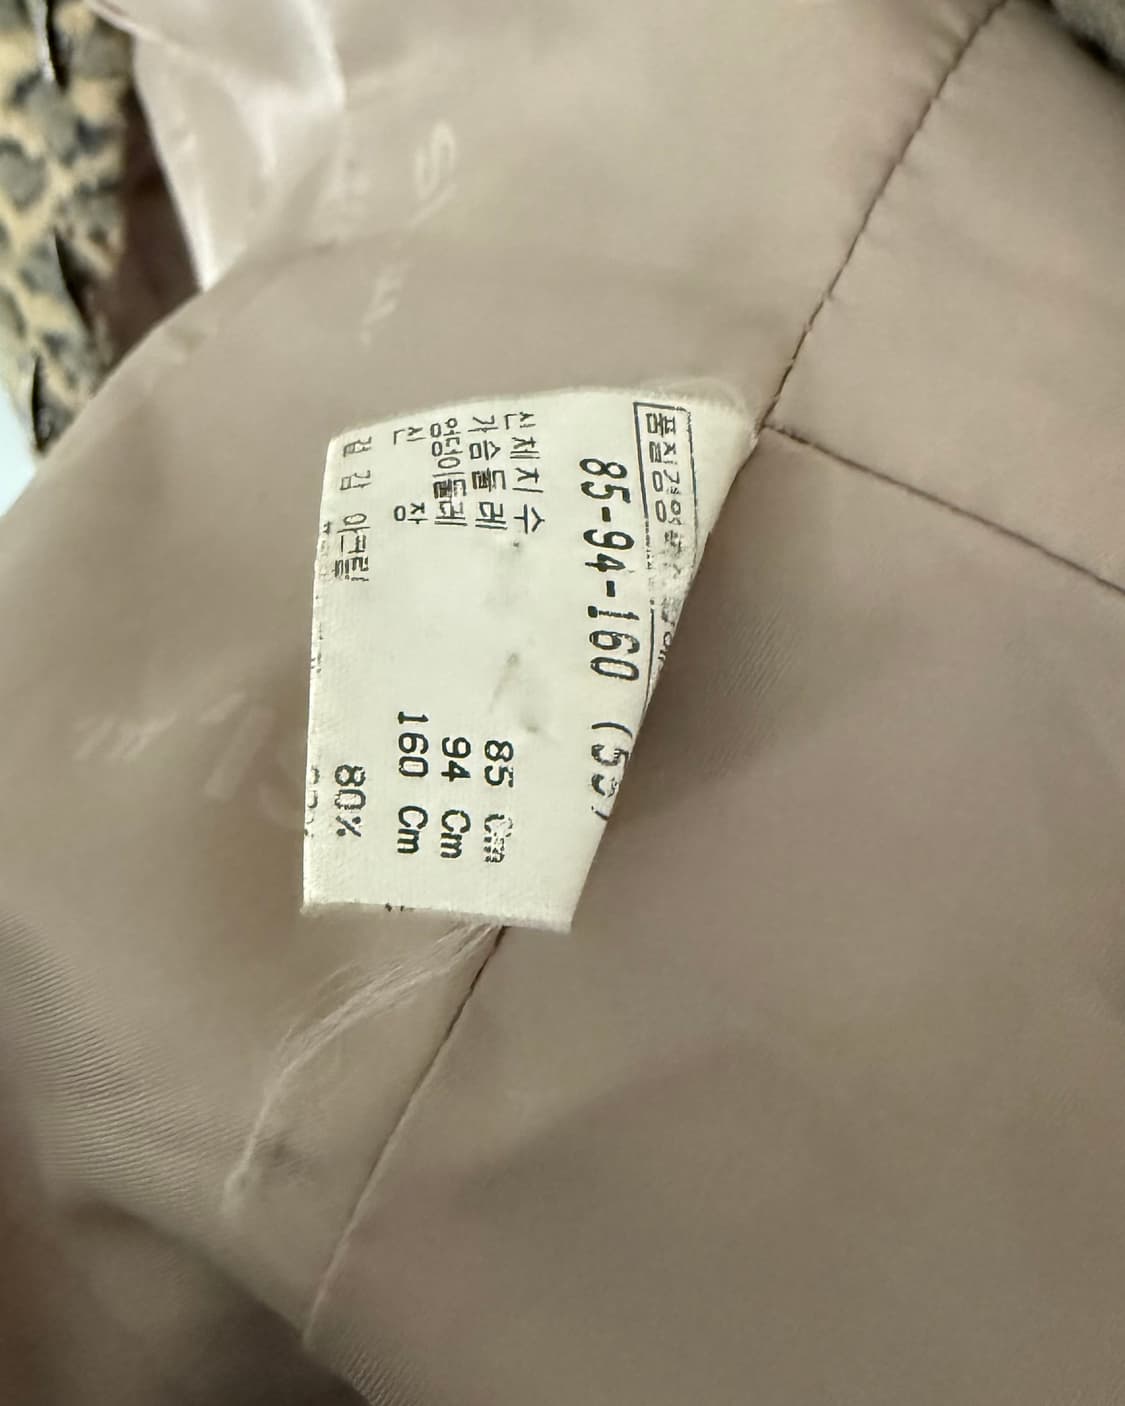 품질경영
85-94-160 (55)
신체치수
가슴둘레 85 Cm
엉덩이둘레 94 Cm
신 장 160 Cm
겉 감 아크릴 80%